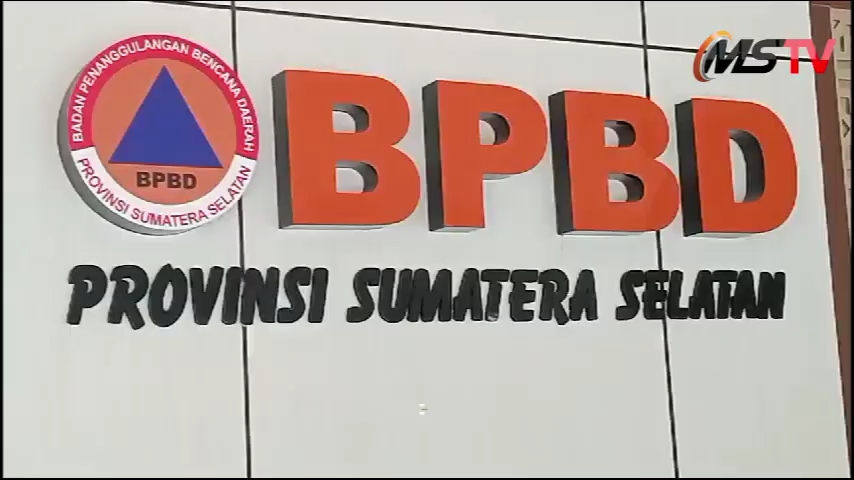 MSTV
BADAN PENANGGULANGAN BENCANA DAERAH
BPBD
PROVINSI SUMATERA SELATAN
BPBD
PROVINSI SUMATERA SELATAN